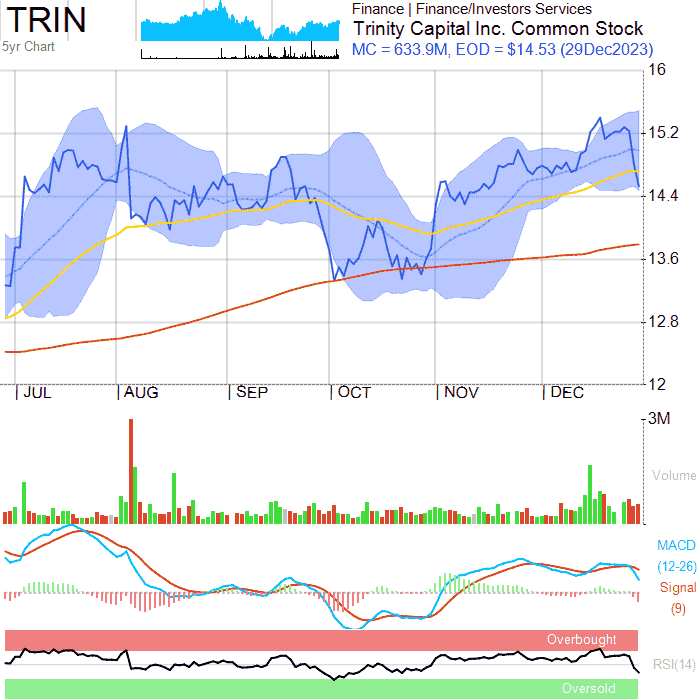 TRIN
5yr Chart
Finance | Finance/Investors Services
Trinity Capital Inc. Common Stock
MC = 633.9M, EOD = $14.53 (29Dec2023)
16
15.2
14.4
13.6
12.8
12
JUL AUG SEP OCT NOV DEC
3M
Volume
MACD
(12-26)
Signal
(9)
Overbought
RSI(14)
Oversold